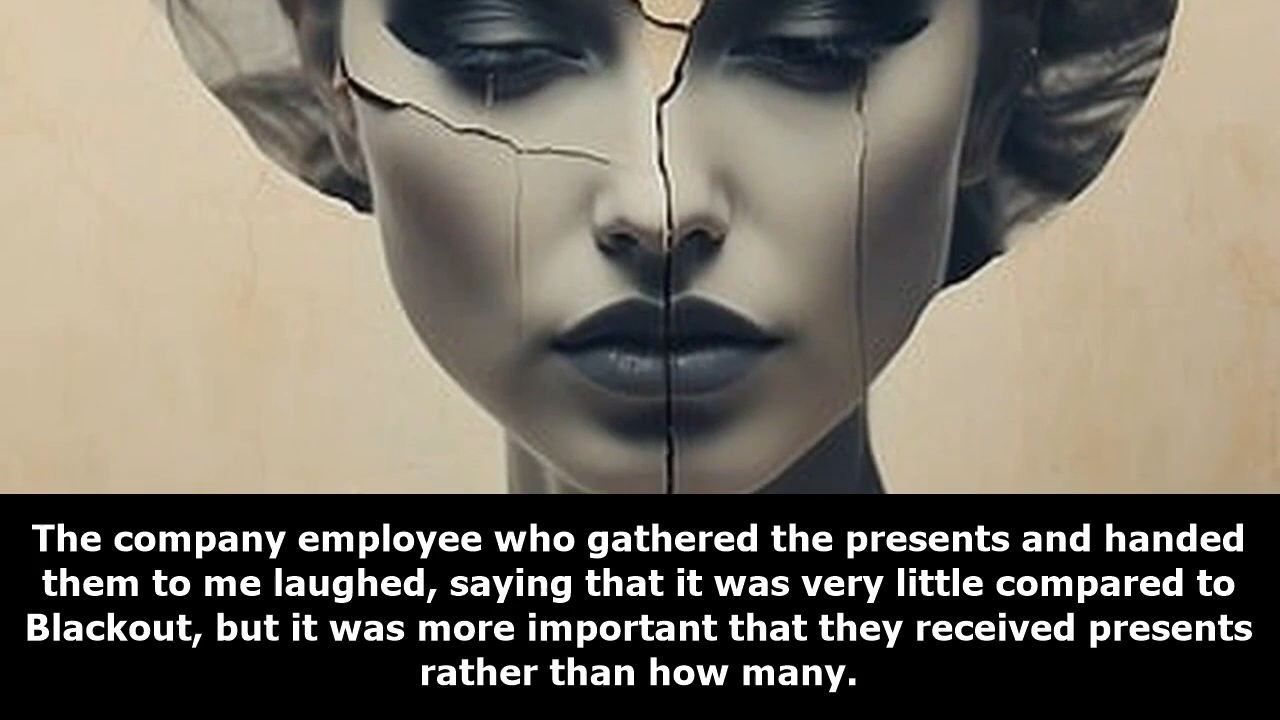 The company employee who gathered the presents and handed
them to me laughed, saying that it was very little compared to
Blackout, but it was more important that they received presents
rather than how many.